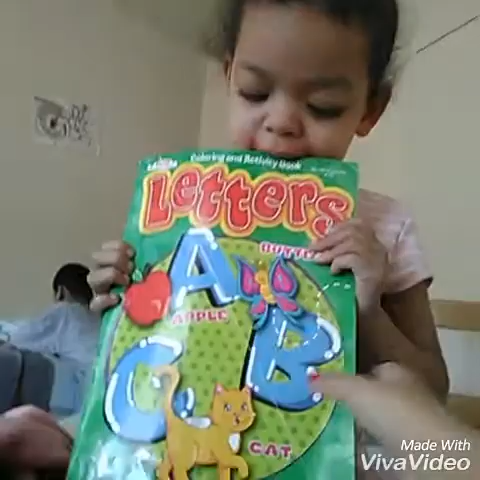 Coloring and Activity Book
Letters
A
BUTTE
APPLE
B
C
CAT
Made With
VivaVideo